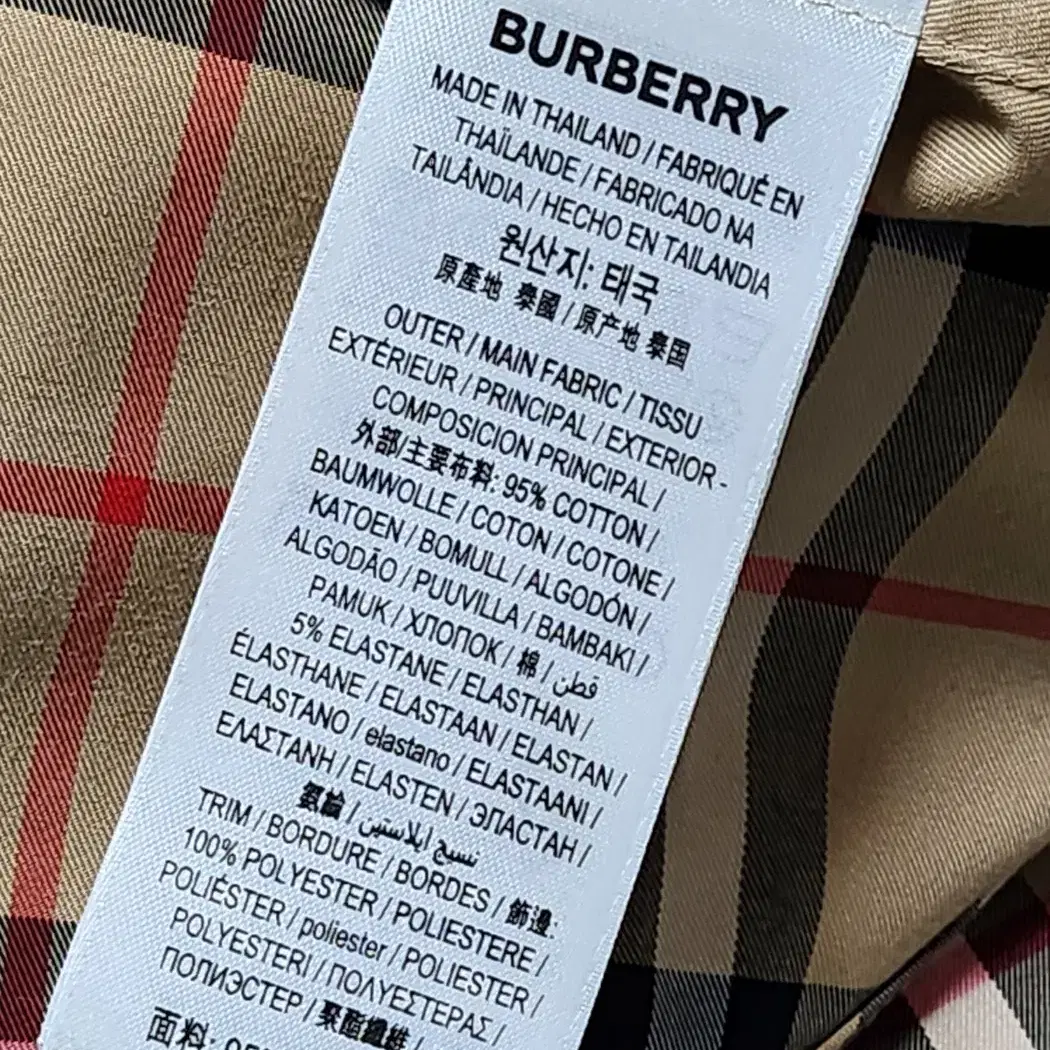 BURBERRY
MADE IN THAILAND / FABRIQUÉ EN
THAÏLANDE / FABRICADO NA
TAILÂNDIA / HECHO EN TAILANDIA
원산지: 태국
原產地 泰國 / 原产地 泰国
OUTER / MAIN FABRIC / TISSU
EXTÉRIEUR / PRINCIPAL / EXTERIOR -
COMPOSICION PRINCIPAL /
外部/主要布料: 95% COTTON /
BAUMWOLLE / COTON / COTONE /
KATOEN / BOMULL / ALGODÓN /
ALGODÃO / PUUVILLA / BAMBAKI /
PAMUK / ХЛОПОК / 棉 / قطن
5% ELASTANE / ELASTHAN /
ÉLASTHANE / ELASTAAN / ELASTAN /
ELASTANO / elastano / ELASTAANI /
ΕΛΑΣΤΑΝΗ / ELASTEN / ЭЛАСТАН /
氨綸 / نسيج ايلاستين
TRIM / BORDURE / BORDES / 飾邊:
100% POLYESTER / POLIESTERE /
POLIÉSTER / poliester / POLIESTER /
POLYESTERI / ΠΟΛΥΕΣΤΕΡΑΣ /
ПОЛИЭСТЕР / 聚酯纖維 /
面料: